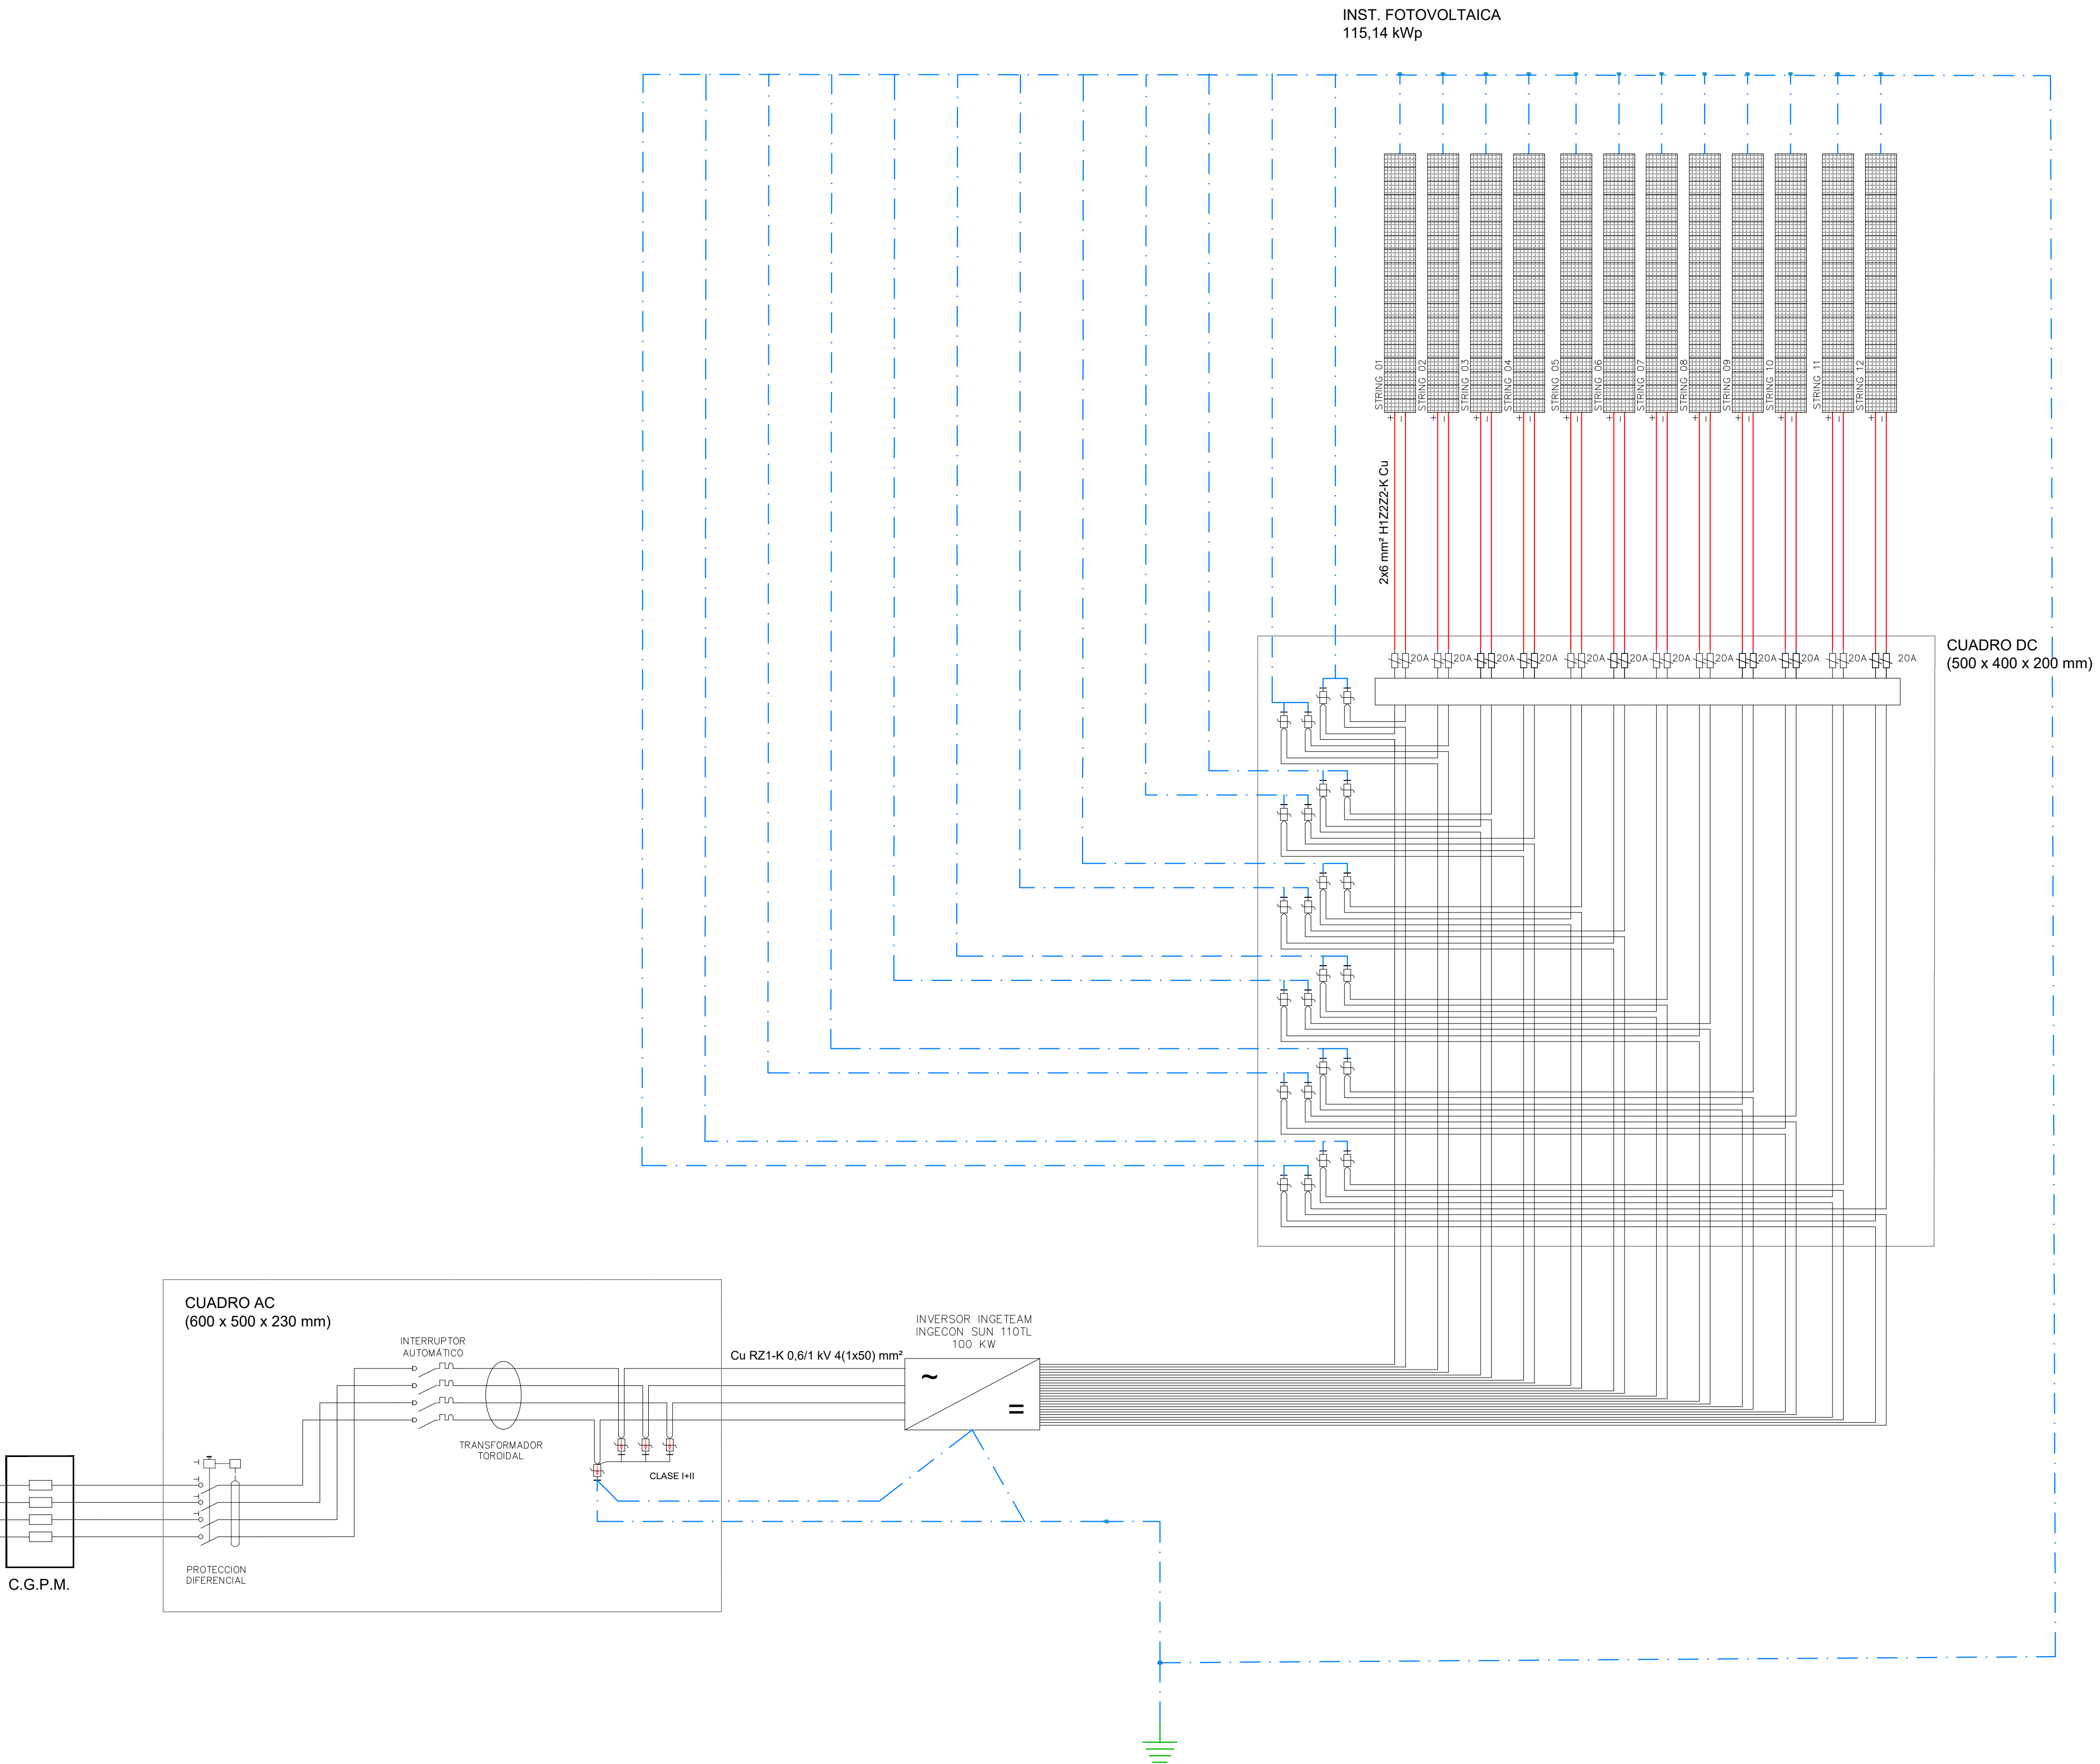 INST. FOTOVOLTAICA
115,14 kWp
STRING 01
STRING 02
STRING 03
STRING 04
STRING 05
STRING 06
STRING 07
STRING 08
STRING 09
STRING 10
STRING 11
STRING 12
+ − + − + − + − + − + − + − + − + − + − + − + −
2x6 mm² H1Z2Z2-K Cu
CUADRO DC
(500 x 400 x 200 mm)
20A 20A 20A 20A 20A 20A 20A 20A 20A 20A 20A 20A
CUADRO AC
(600 x 500 x 230 mm)
INTERRUPTOR
AUTOMÁTICO
TRANSFORMADOR
TOROIDAL
CLASE I+II
PROTECCION
DIFERENCIAL
C.G.P.M.
Cu RZ1-K 0,6/1 kV 4(1x50) mm²
INVERSOR INGETEAM
INGECON SUN 110TL
100 KW
~
=